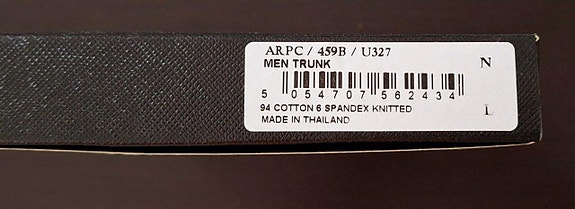 ARPC / 459B / U327
MEN TRUNK
N
5 054707 562434
94 COTTON 6 SPANDEX KNITTED
MADE IN THAILAND
L